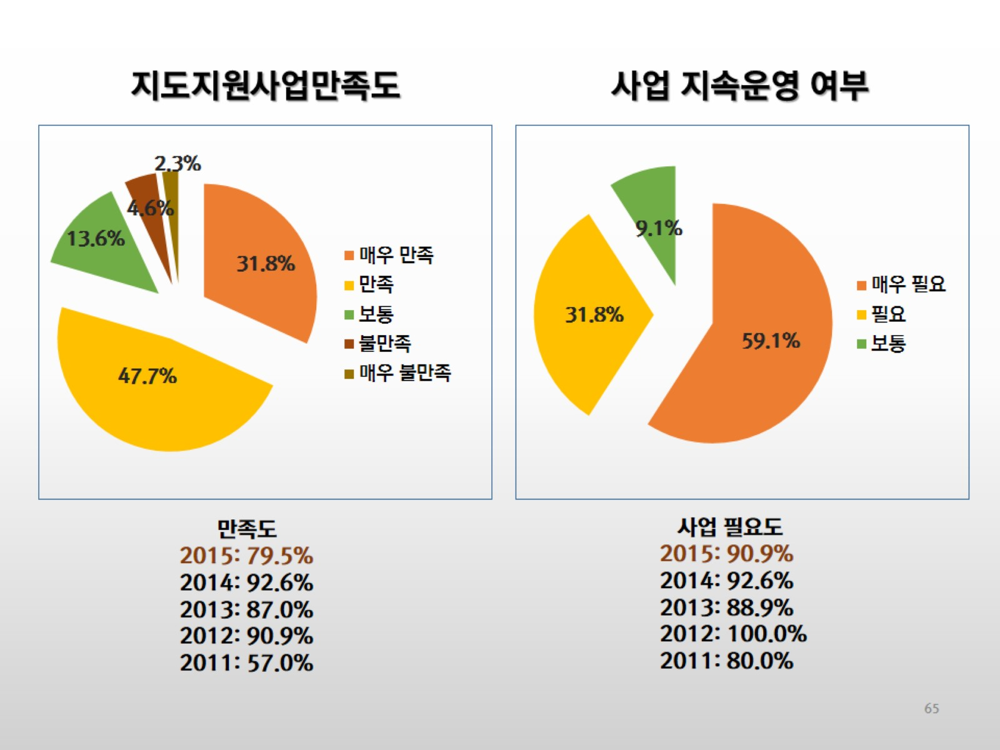 지도지원사업만족도
2.3%
4.6%
13.6%
31.8%
47.7%
매우 만족
만족
보통
불만족
매우 불만족
만족도
2015: 79.5%
2014: 92.6%
2013: 87.0%
2012: 90.9%
2011: 57.0%
사업 지속운영 여부
9.1%
31.8%
59.1%
매우 필요
필요
보통
사업 필요도
2015: 90.9%
2014: 92.6%
2013: 88.9%
2012: 100.0%
2011: 80.0%
65